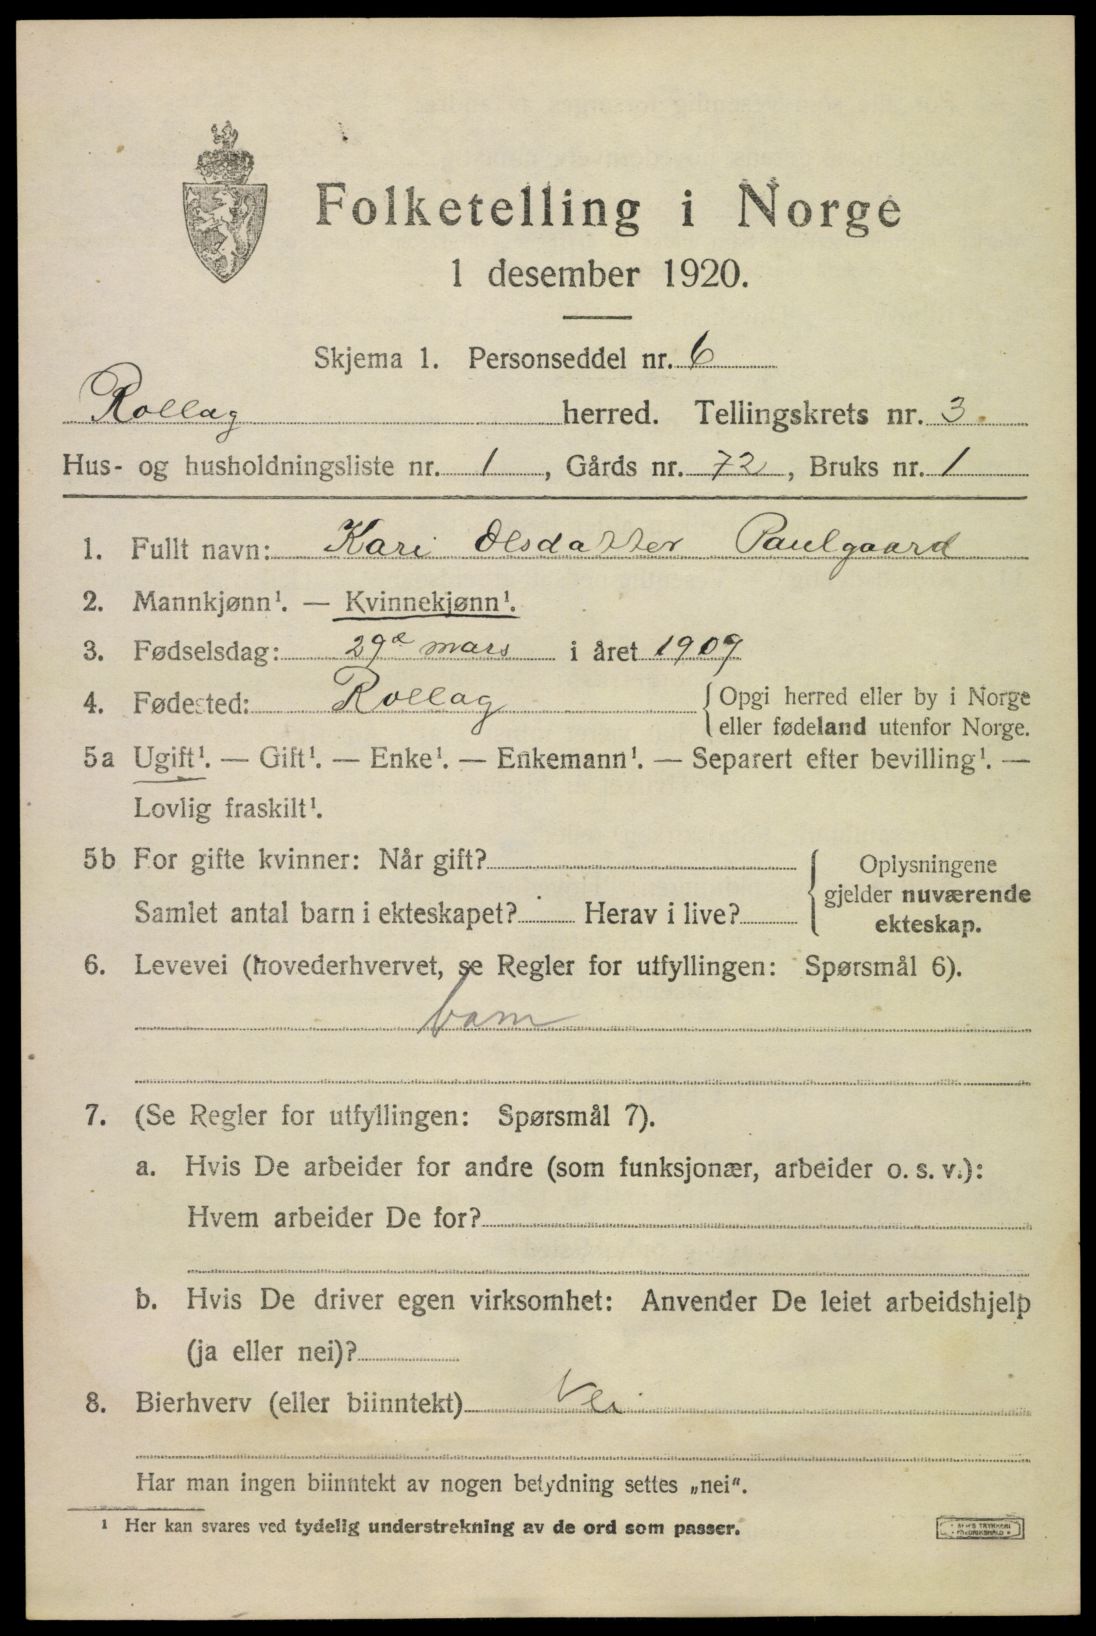 Folketelling i Norge
1 desember 1920.
Skjema 1. Personseddel nr. 6
Rollag herred. Tellingskrets nr. 3.
Hus- og husholdningsliste nr. 1, Gårds nr. 72, Bruks nr. 1
1. Fullt navn: Kari Olsdatter Paulgaard
2. Mannkjønn¹. — Kvinnekjønn¹.
3. Fødselsdag: 29de mars i året 1909
4. Fødested: Rollag
Opgi herred eller by i Norge
eller fødeland utenfor Norge.
5a Ugift¹. — Gift¹. — Enke¹. — Enkemann¹. — Separert efter bevilling¹. —
Lovlig fraskilt¹.
5b For gifte kvinner: Når gift?
Samlet antal barn i ekteskapet? Herav i live?
Oplysningene
gjelder nuværende
ekteskap.
6. Levevei (hovederhvervet, se Regler for utfyllingen: Spørsmål 6).
barn
7. (Se Regler for utfyllingen: Spørsmål 7).
a. Hvis De arbeider for andre (som funksjonær, arbeider o. s. v.):
Hvem arbeider De for?
b. Hvis De driver egen virksomhet: Anvender De leiet arbeidshjelp
(ja eller nei)?
8. Bierhverv (eller biinntekt) Nei
Har man ingen biinntekt av nogen betydning settes „nei“.
¹ Her kan svares ved tydelig understrekning av de ord som passer.